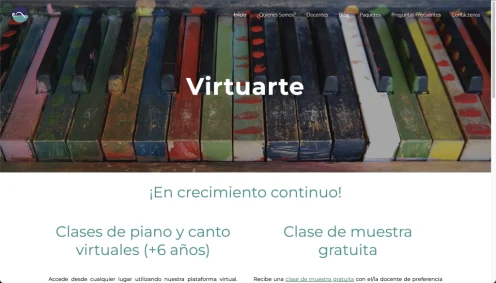 Inicio ¿Quiénes Somos? Docentes Blog Paquetes Preguntas Frecuentes Contáctenos
Virtuarte
¡En crecimiento continuo!
Clases de piano y canto
virtuales (+6 años)
Accede desde cualquier lugar utilizando nuestra plataforma virtual.
Clase de muestra
gratuita
Recibe una clase de muestra gratuita con el/la docente de preferencia